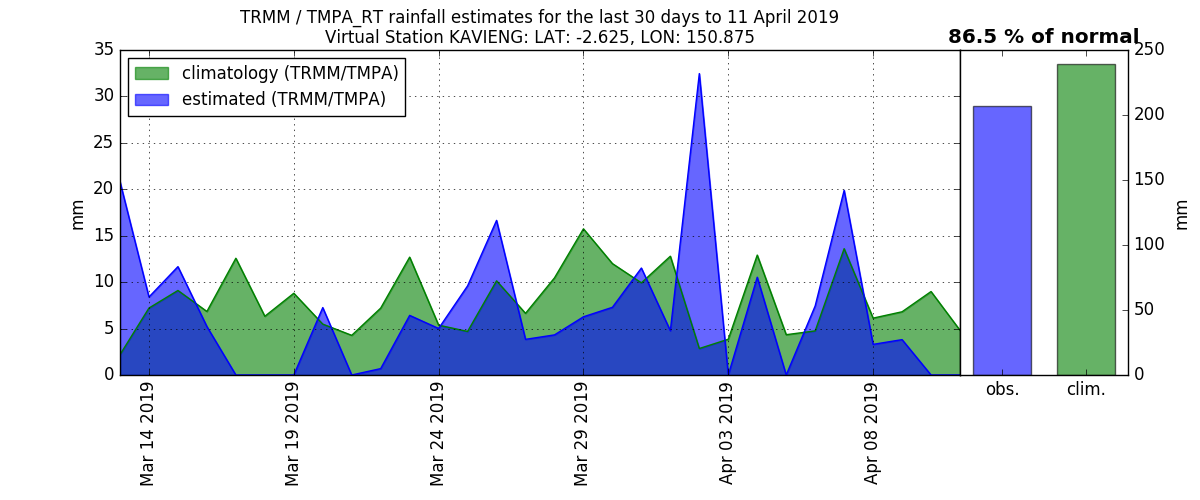 TRMM / TMPA_RT rainfall estimates for the last 30 days to 11 April 2019
Virtual Station KAVIENG: LAT: -2.625, LON: 150.875
86.5 % of normal
climatology (TRMM/TMPA)
estimated (TRMM/TMPA)
35
30
25
20
15
10
5
0
mm
Mar 14 2019
Mar 19 2019
Mar 24 2019
Mar 29 2019
Apr 03 2019
Apr 08 2019
250
200
150
100
50
0
mm
obs.
clim.